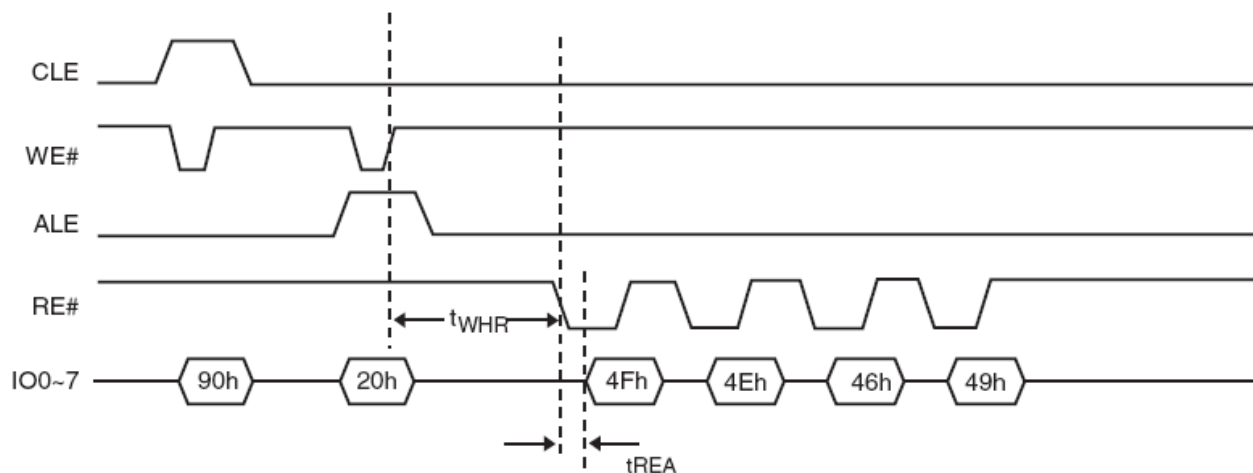 CLE
WE#
ALE
RE#
tWHR
IO0~7
90h
20h
4Fh
4Eh
46h
49h
tREA